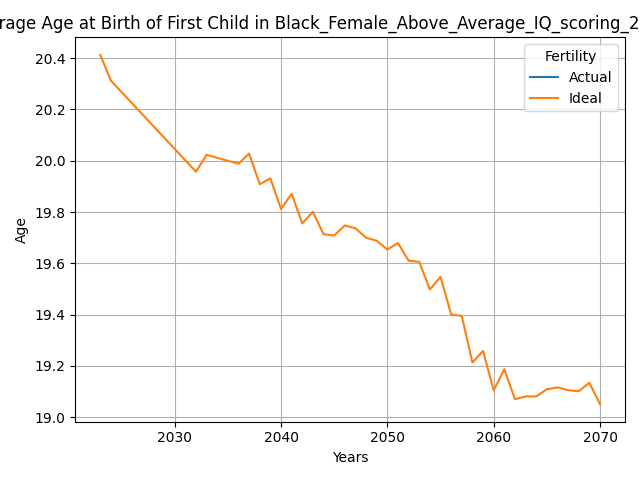 rage Age at Birth of First Child in Black_Female_Above_Average_IQ_scoring_2
Fertility
Actual
Ideal
20.4
20.2
20.0
19.8
19.6
19.4
19.2
19.0
Age
2030 2040 2050 2060 2070
Years